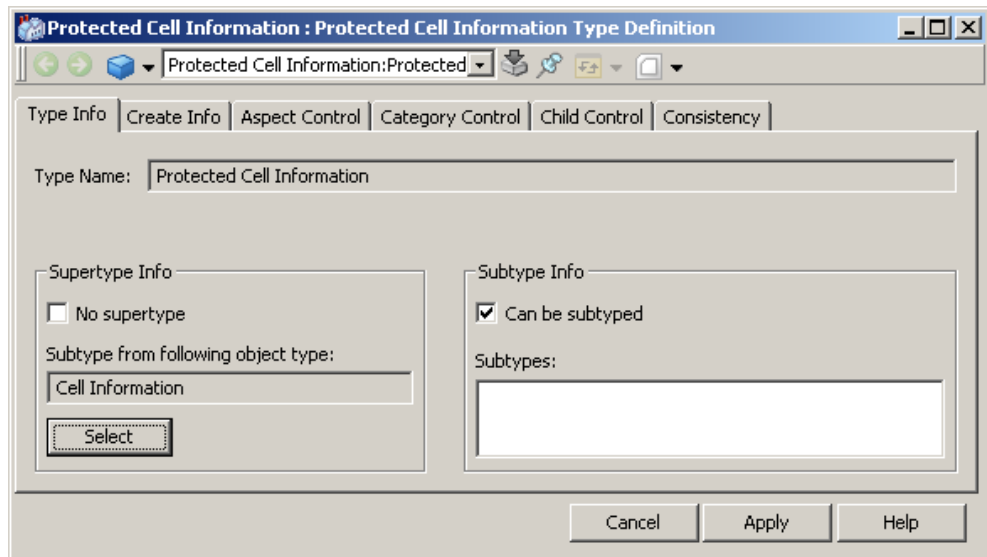 Protected Cell Information : Protected Cell Information Type Definition
Protected Cell Information:Protected
Type Info Create Info Aspect Control Category Control Child Control Consistency
Type Name: Protected Cell Information
Supertype Info
No supertype
Subtype from following object type:
Cell Information
Select
Subtype Info
Can be subtyped
Subtypes:
Cancel Apply Help